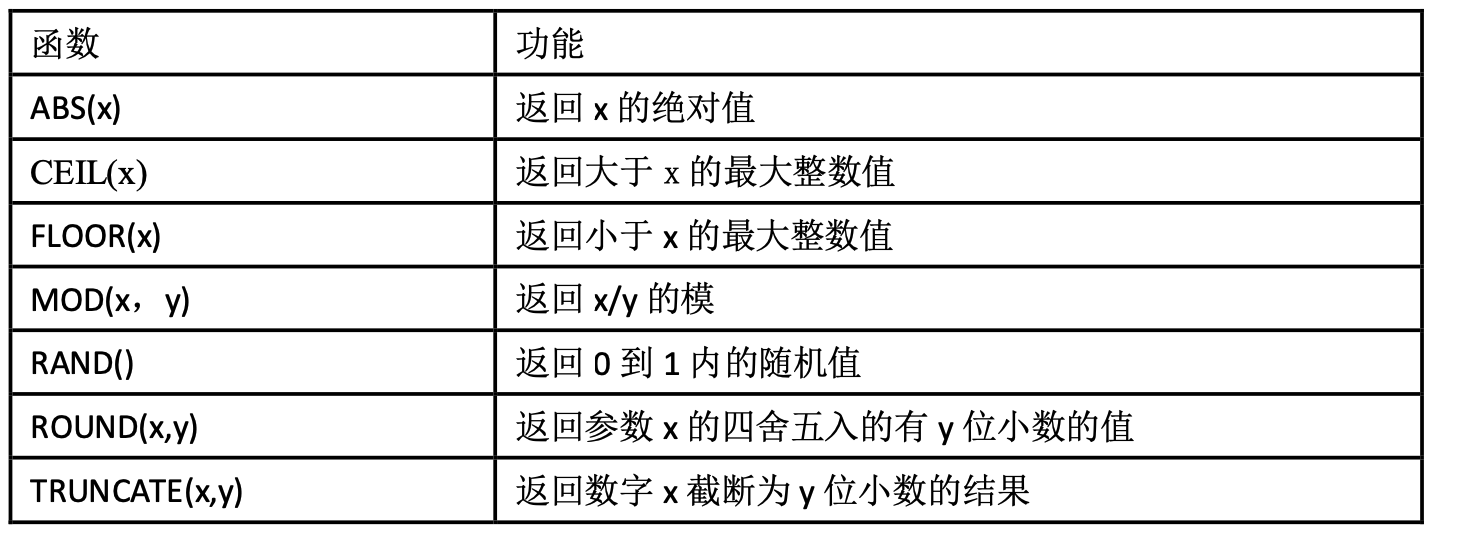 函数 功能
ABS(x) 返回 x 的绝对值
CEIL(x) 返回大于 x 的最大整数值
FLOOR(x) 返回小于 x 的最大整数值
MOD(x，y) 返回 x/y 的模
RAND() 返回 0 到 1 内的随机值
ROUND(x,y) 返回参数 x 的四舍五入的有 y 位小数的值
TRUNCATE(x,y) 返回数字 x 截断为 y 位小数的结果